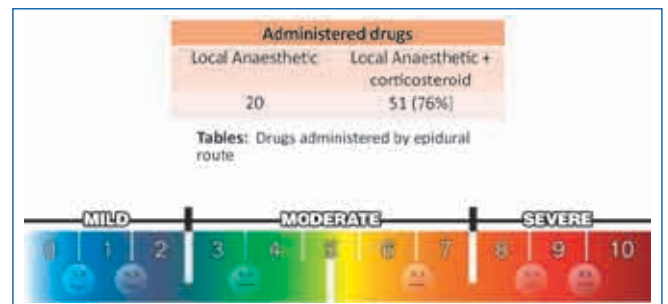 Administered drugs
Local Anaesthetic Local Anaesthetic +
corticosteroid
20 51 (76%)
Tables: Drugs administered by epidural
route
MILD MODERATE SEVERE
0 1 2 3 4 5 6 7 8 9 10